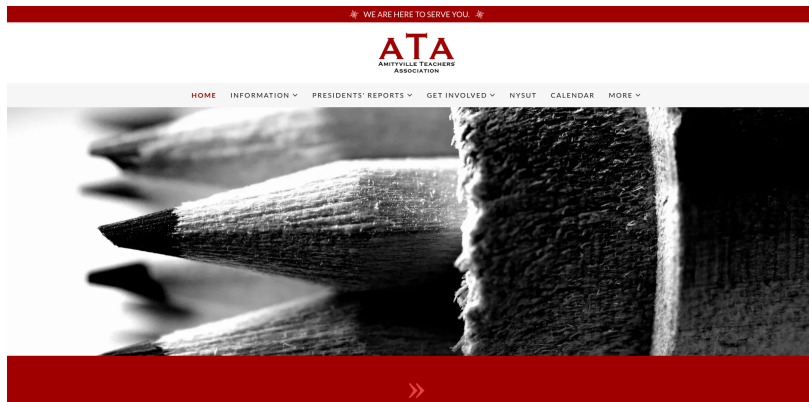 WE ARE HERE TO SERVE YOU.
ATA
AMITYVILLE TEACHERS'
ASSOCIATION
HOME INFORMATION PRESIDENTS' REPORTS GET INVOLVED NYSUT CALENDAR MORE